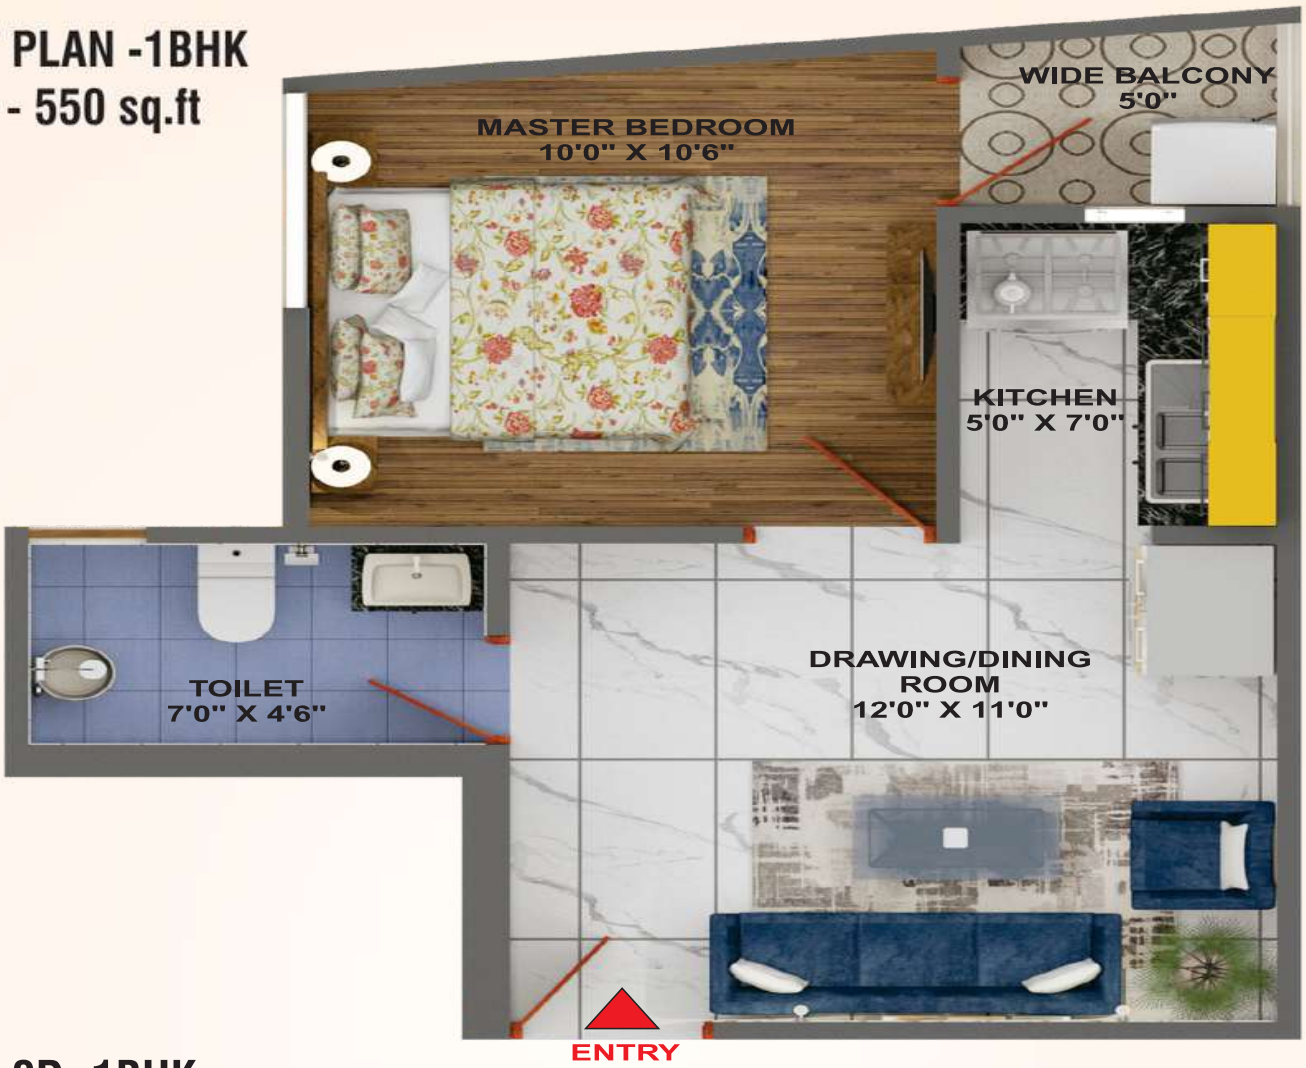 PLAN -1BHK
- 550 sq.ft
WIDE BALCONY
5'0"
MASTER BEDROOM
10'0" X 10'6"
KITCHEN
5'0" X 7'0"
DRAWING/DINING
ROOM
12'0" X 11'0"
TOILET
7'0" X 4'6"
ENTRY